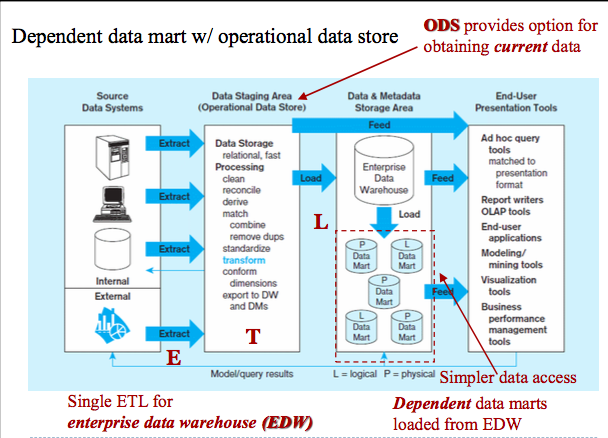 Dependent data mart w/ operational data store
ODS provides option for
obtaining current data
Source
Data Systems
Data Staging Area
(Operational Data Store)
Data & Metadata
Storage Area
End-User
Presentation Tools
Feed
Extract
Extract
Extract
Extract
Internal
External
E
Data Storage
relational, fast
Processing
clean
reconcile
derive
match
combine
remove dups
standardize
transform
conform
dimensions
export to DW
and DMs
T
Load
L
Enterprise
Data
Warehouse
Load
P
Data
Mart
L
Data
Mart
P
Data
Mart
L
Data
Mart
P
Data
Mart
Feed
Feed
Ad hoc query
tools
matched to
presentation
format
Report writers
OLAP tools
End-user
applications
Modeling/
mining tools
Visualization
tools
Business
performance
management
tools
Model/query results
L = logical P = physical
Simpler data access
Single ETL for
enterprise data warehouse (EDW)
Dependent data marts
loaded from EDW